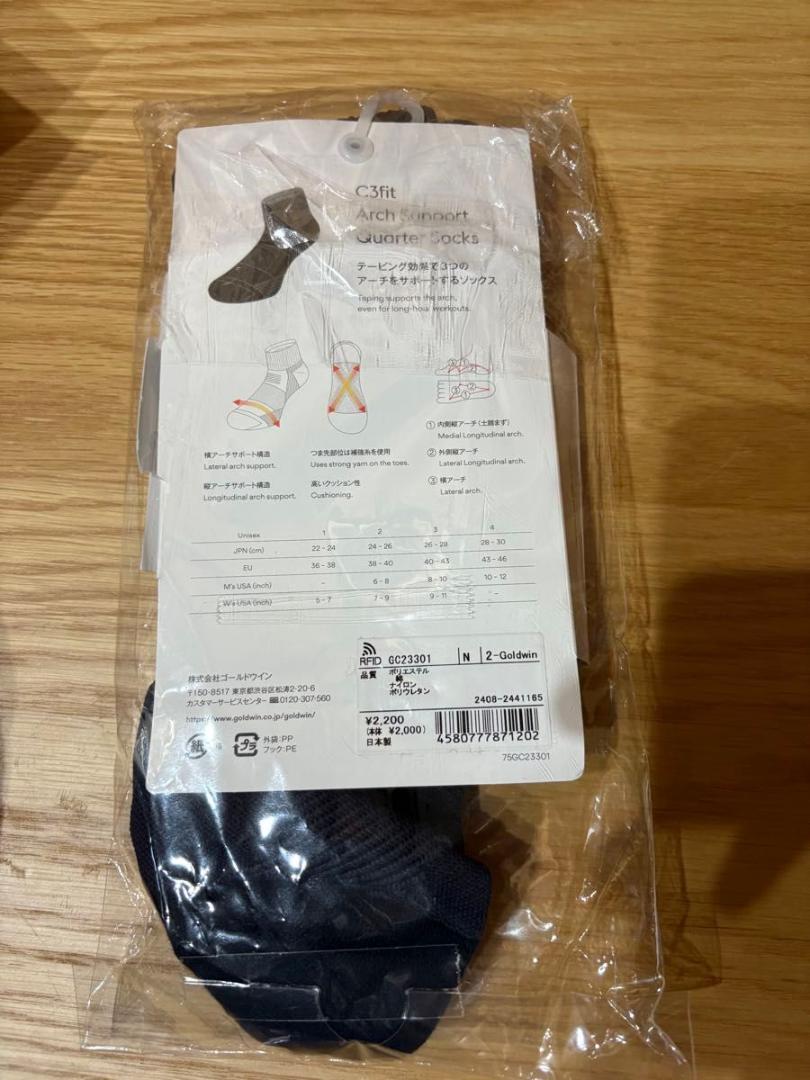 C3fit
Arch Support
Quarter Socks
テーピング効果で3つの
アーチをサポートするソックス
Taping supports the arch,
even for long-hour workouts.
横アーチサポート構造
Lateral arch support.
つま先部位は補強糸を使用
Uses strong yarn on the toes.
縦アーチサポート構造
Longitudinal arch support.
高いクッション性
Cushioning.
① 内側縦アーチ(土踏まず)
Medial Longitudinal arch.
② 外側縦アーチ
Lateral Longitudinal arch.
③ 横アーチ
Lateral arch.
Unisex 1 2 3 4
JPN (cm) 22 - 24 24 - 26 26 - 28 28 - 30
EU 36 - 38 38 - 40 40 - 43 43 - 46
M's USA (inch) - 6 - 8 8 - 10 10 - 12
W's USA (inch) 5 - 7 7 - 9 9 - 11 -
RFID GC23301 N 2-Goldwin
品質 ポリエステル
綿
ナイロン
ポリウレタン
2408-2441165
¥2,200
(本体 ¥2,000)
日本製
4580777871202
75GC23301
株式会社ゴールドウイン
〒150-8517 東京都渋谷区松濤2-20-6
カスタマーサービスセンター 0120-307-560
https://www.goldwin.co.jp/goldwin/
紙
プラ
外袋:PP
フック:PE